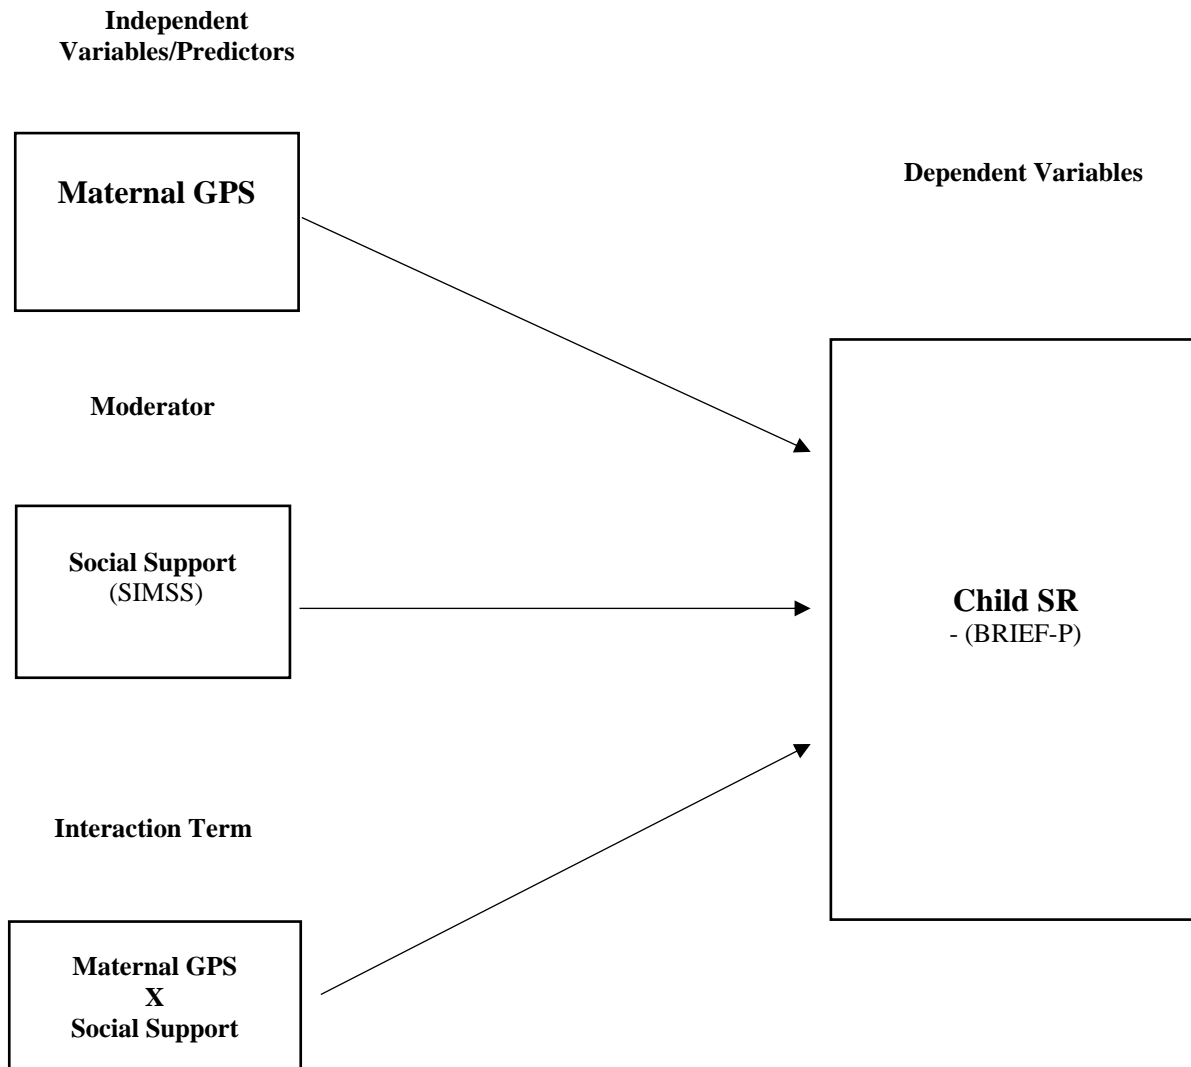 Independent
Variables/Predictors
Maternal GPS
Dependent Variables
Moderator
Social Support
(SIMSS)
Child SR
- (BRIEF-P)
Interaction Term
Maternal GPS
X
Social Support